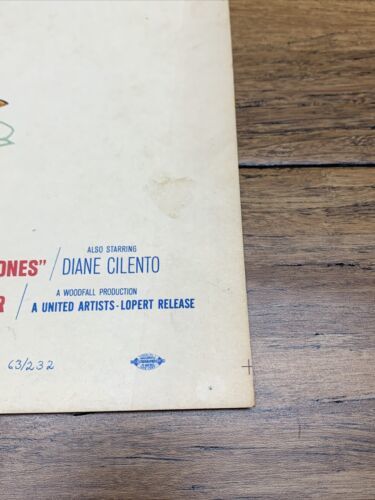 ALSO STARRING
ONES" / DIANE CILENTO
A WOODFALL PRODUCTION
R / A UNITED ARTISTS-LOPERT RELEASE
63/232